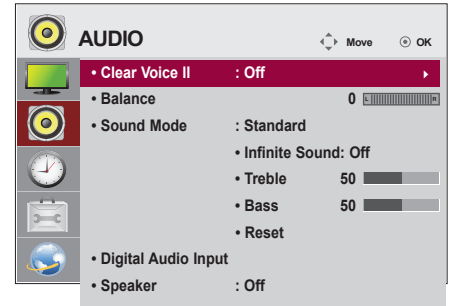 AUDIO Move OK
• Clear Voice II : Off
• Balance 0 L R
• Sound Mode : Standard
• Infinite Sound: Off
• Treble 50
• Bass 50
• Reset
• Digital Audio Input
• Speaker : Off